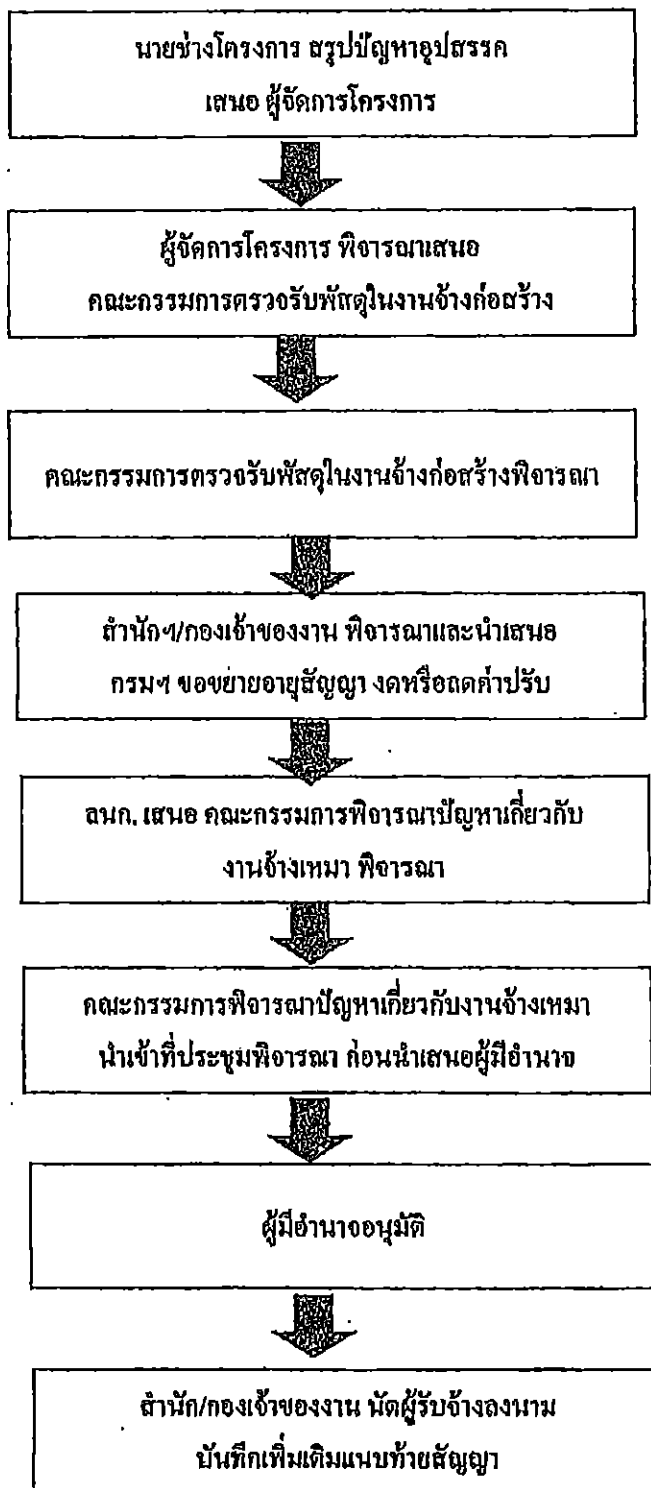 นายช่างโครงการ สรุปปัญหาอุปสรรค
เสนอ ผู้จัดการโครงการ
ผู้จัดการโครงการ พิจารณาเสนอ
คณะกรรมการตรวจรับพัสดุในงานจ้างก่อสร้าง
คณะกรรมการตรวจรับพัสดุในงานจ้างก่อสร้างพิจารณา
สำนักฯ/กองเจ้าของงาน พิจารณาและนำเสนอ
กรมฯ ขอขยายอายุสัญญา งดหรือลดค่าปรับ
ลนก. เสนอ คณะกรรมการพิจารณาปัญหาเกี่ยวกับ
งานจ้างเหมา พิจารณา
คณะกรรมการพิจารณาปัญหาเกี่ยวกับงานจ้างเหมา
นำเข้าที่ประชุมพิจารณา ก่อนนำเสนอผู้มีอำนาจ
ผู้มีอำนาจอนุมัติ
สำนัก/กองเจ้าของงาน นัดผู้รับจ้างลงนาม
บันทึกเพิ่มเติมแนบท้ายสัญญา